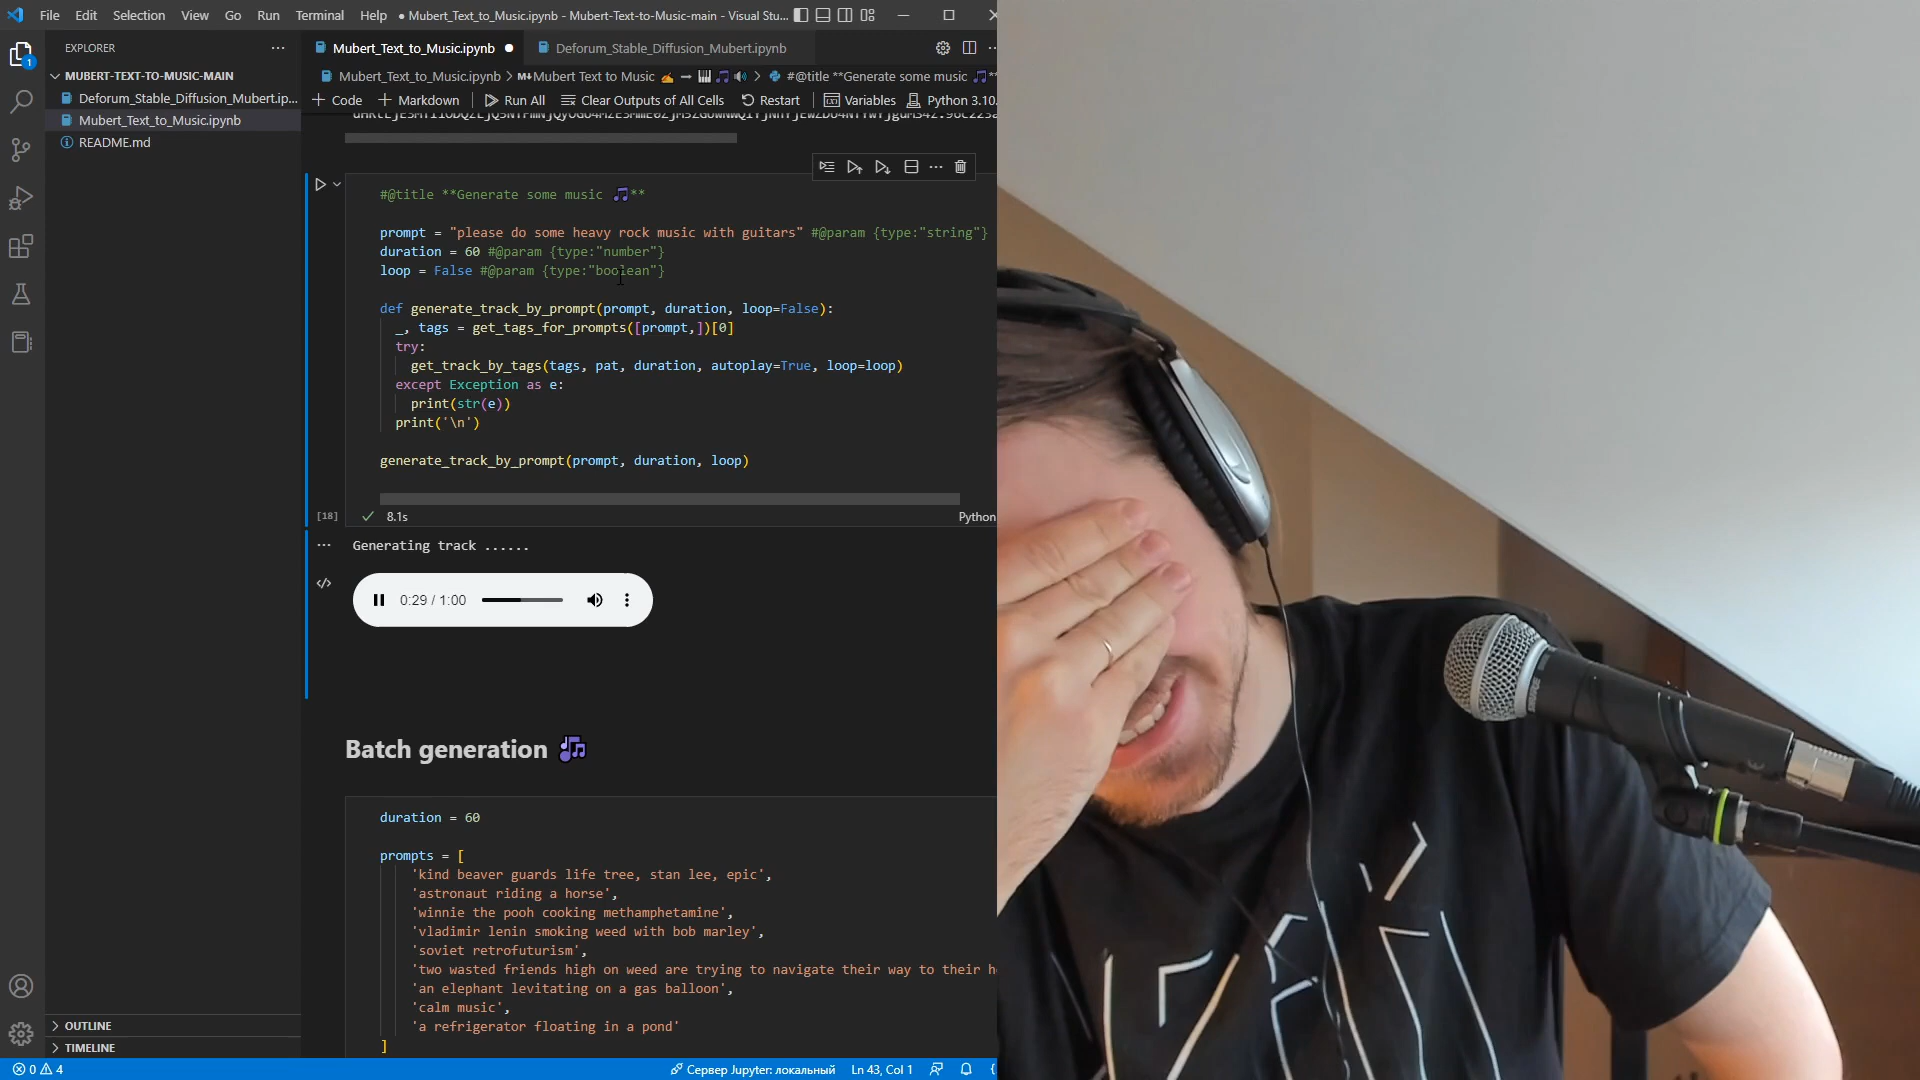 File Edit Selection View Go Run Terminal Help
● Mubert_Text_to_Music.ipynb - Mubert-Text-to-Music-main - Visual Stu...
EXPLORER
MUBERT-TEXT-TO-MUSIC-MAIN
Deforum_Stable_Diffusion_Mubert.ip...
Mubert_Text_to_Music.ipynb
README.md
1
OUTLINE
TIMELINE
Mubert_Text_to_Music.ipynb ●
Deforum_Stable_Diffusion_Mubert.ipynb
Mubert_Text_to_Music.ipynb > M↓Mubert Text to Music ✍️ → 🎹🎵🔊 > #@title **Generate some music 🎵**
+ Code + Markdown Run All Clear Outputs of All Cells Restart Variables Python 3.10.
#@title **Generate some music 🎵**
prompt = "please do some heavy rock music with guitars" #@param {type:"string"}
duration = 60 #@param {type:"number"}
loop = False #@param {type:"boolean"}
def generate_track_by_prompt(prompt, duration, loop=False):
_, tags = get_tags_for_prompts([prompt,])[0]
try:
get_track_by_tags(tags, pat, duration, autoplay=True, loop=loop)
except Exception as e:
print(str(e))
print('\n')
generate_track_by_prompt(prompt, duration, loop)
[18] ✓ 8.1s Python
Generating track ......
0:29 / 1:00
Batch generation 🎵
duration = 60
prompts = [
'kind beaver guards life tree, stan lee, epic',
'astronaut riding a horse',
'winnie the pooh cooking methamphetamine',
'vladimir lenin smoking weed with bob marley',
'soviet retrofuturism',
'two wasted friends high on weed are trying to navigate their way to their h
'an elephant levitating on a gas balloon',
'calm music',
'a refrigerator floating in a pond'
]
0 4 Сервер Jupyter: локальный Ln 43, Col 1